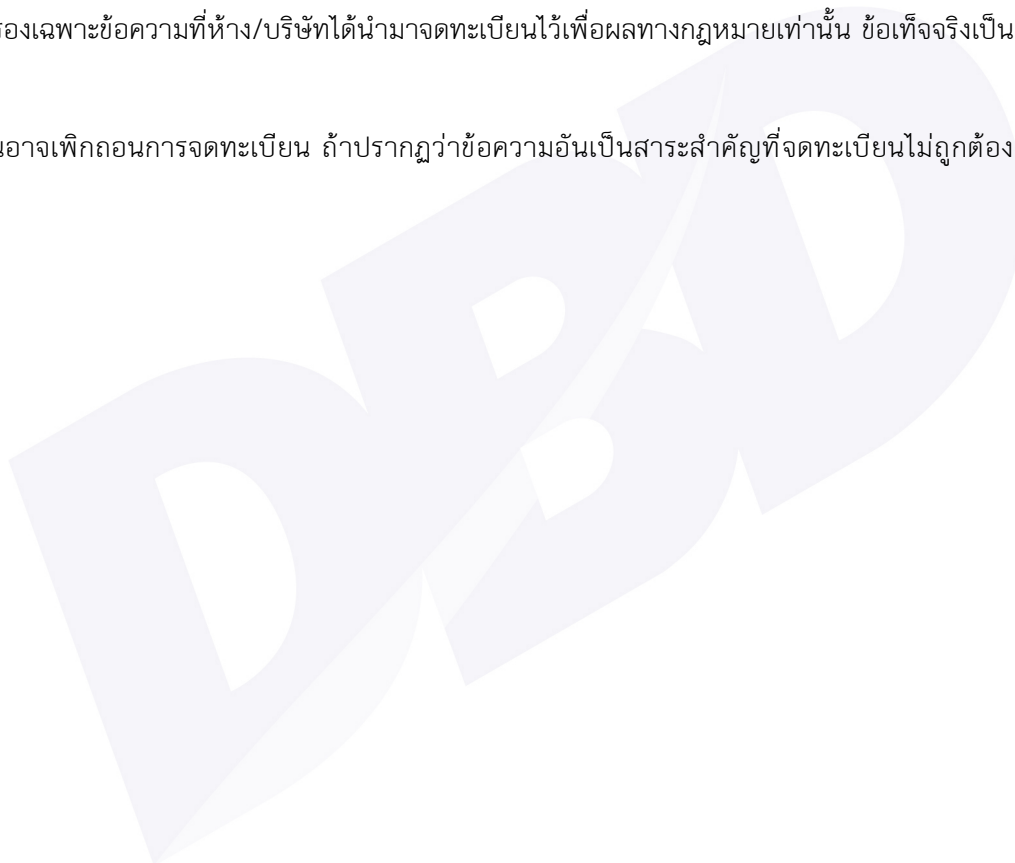 รองเฉพาะข้อความที่ห้าง/บริษัทได้นำมาจดทะเบียนไว้เพื่อผลทางกฎหมายเท่านั้น ข้อเท็จจริงเป็น
นอาจเพิกถอนการจดทะเบียน ถ้าปรากฏว่าข้อความอันเป็นสาระสำคัญที่จดทะเบียนไม่ถูกต้อง
DBD